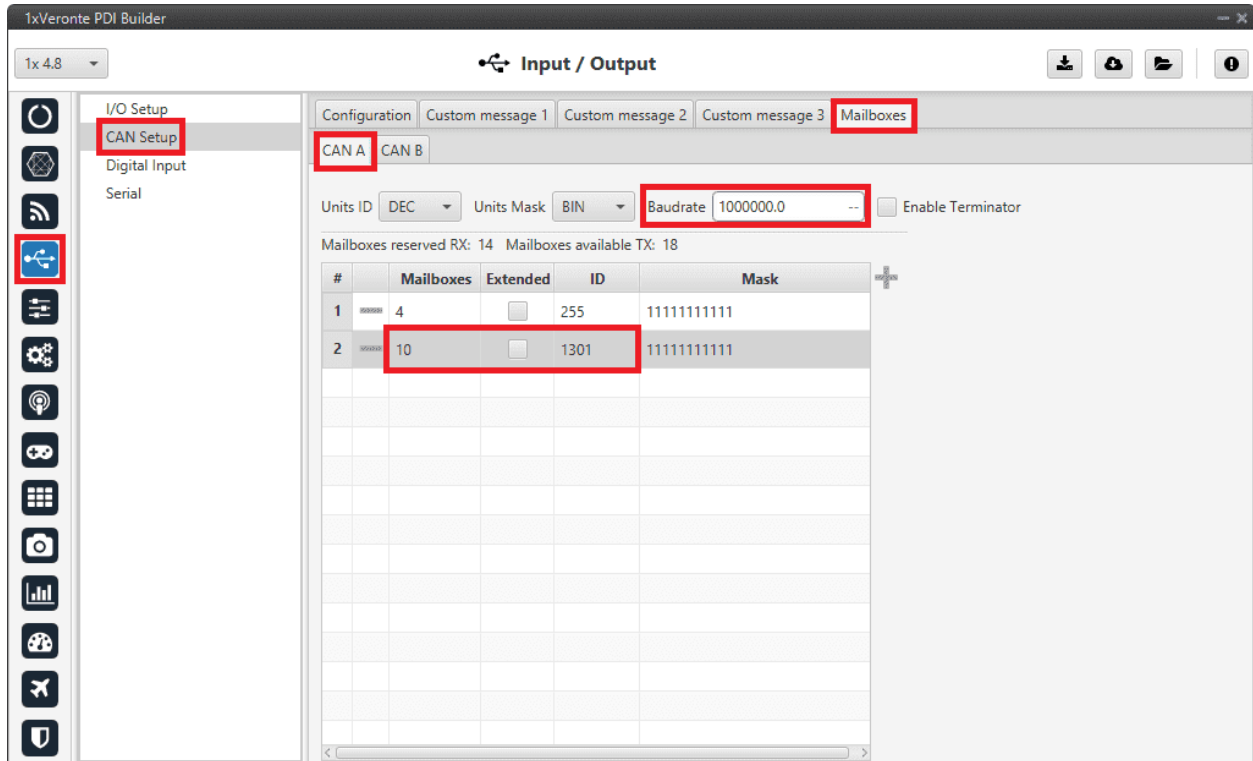 1xVeronte PDI Builder
1x 4.8
Input / Output
I/O Setup
CAN Setup
Digital Input
Serial
Configuration Custom message 1 Custom message 2 Custom message 3 Mailboxes
CAN A CAN B
Units ID DEC Units Mask BIN Baudrate 1000000.0 -- Enable Terminator
Mailboxes reserved RX: 14 Mailboxes available TX: 18
# Mailboxes Extended ID Mask
1 4 255 11111111111
2 10 1301 11111111111